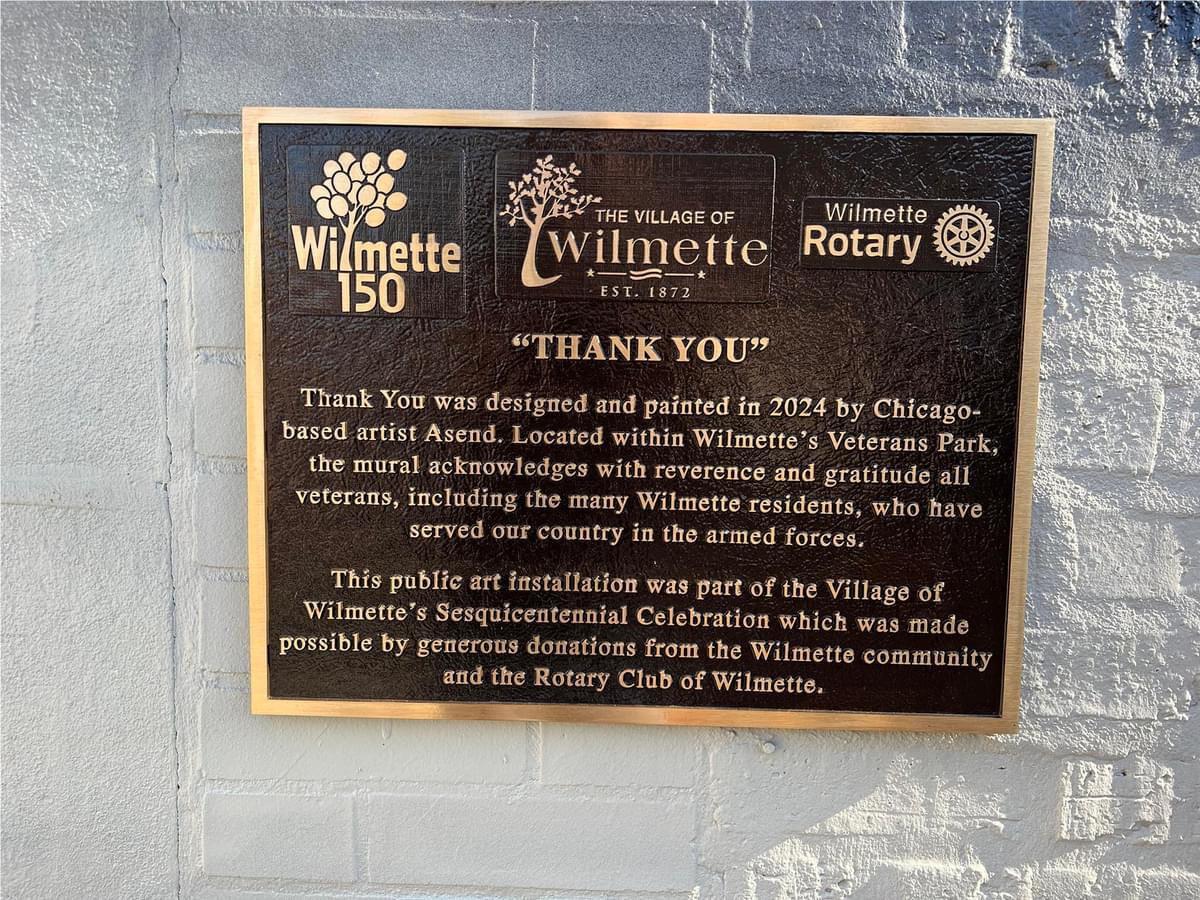 Wilmette
150
THE VILLAGE OF
Wilmette
EST. 1872
Wilmette
Rotary
“THANK YOU”
Thank You was designed and painted in 2024 by Chicago-
based artist Asend. Located within Wilmette’s Veterans Park,
the mural acknowledges with reverence and gratitude all
veterans, including the many Wilmette residents, who have
served our country in the armed forces.
This public art installation was part of the Village of
Wilmette’s Sesquicentennial Celebration which was made
possible by generous donations from the Wilmette community
and the Rotary Club of Wilmette.